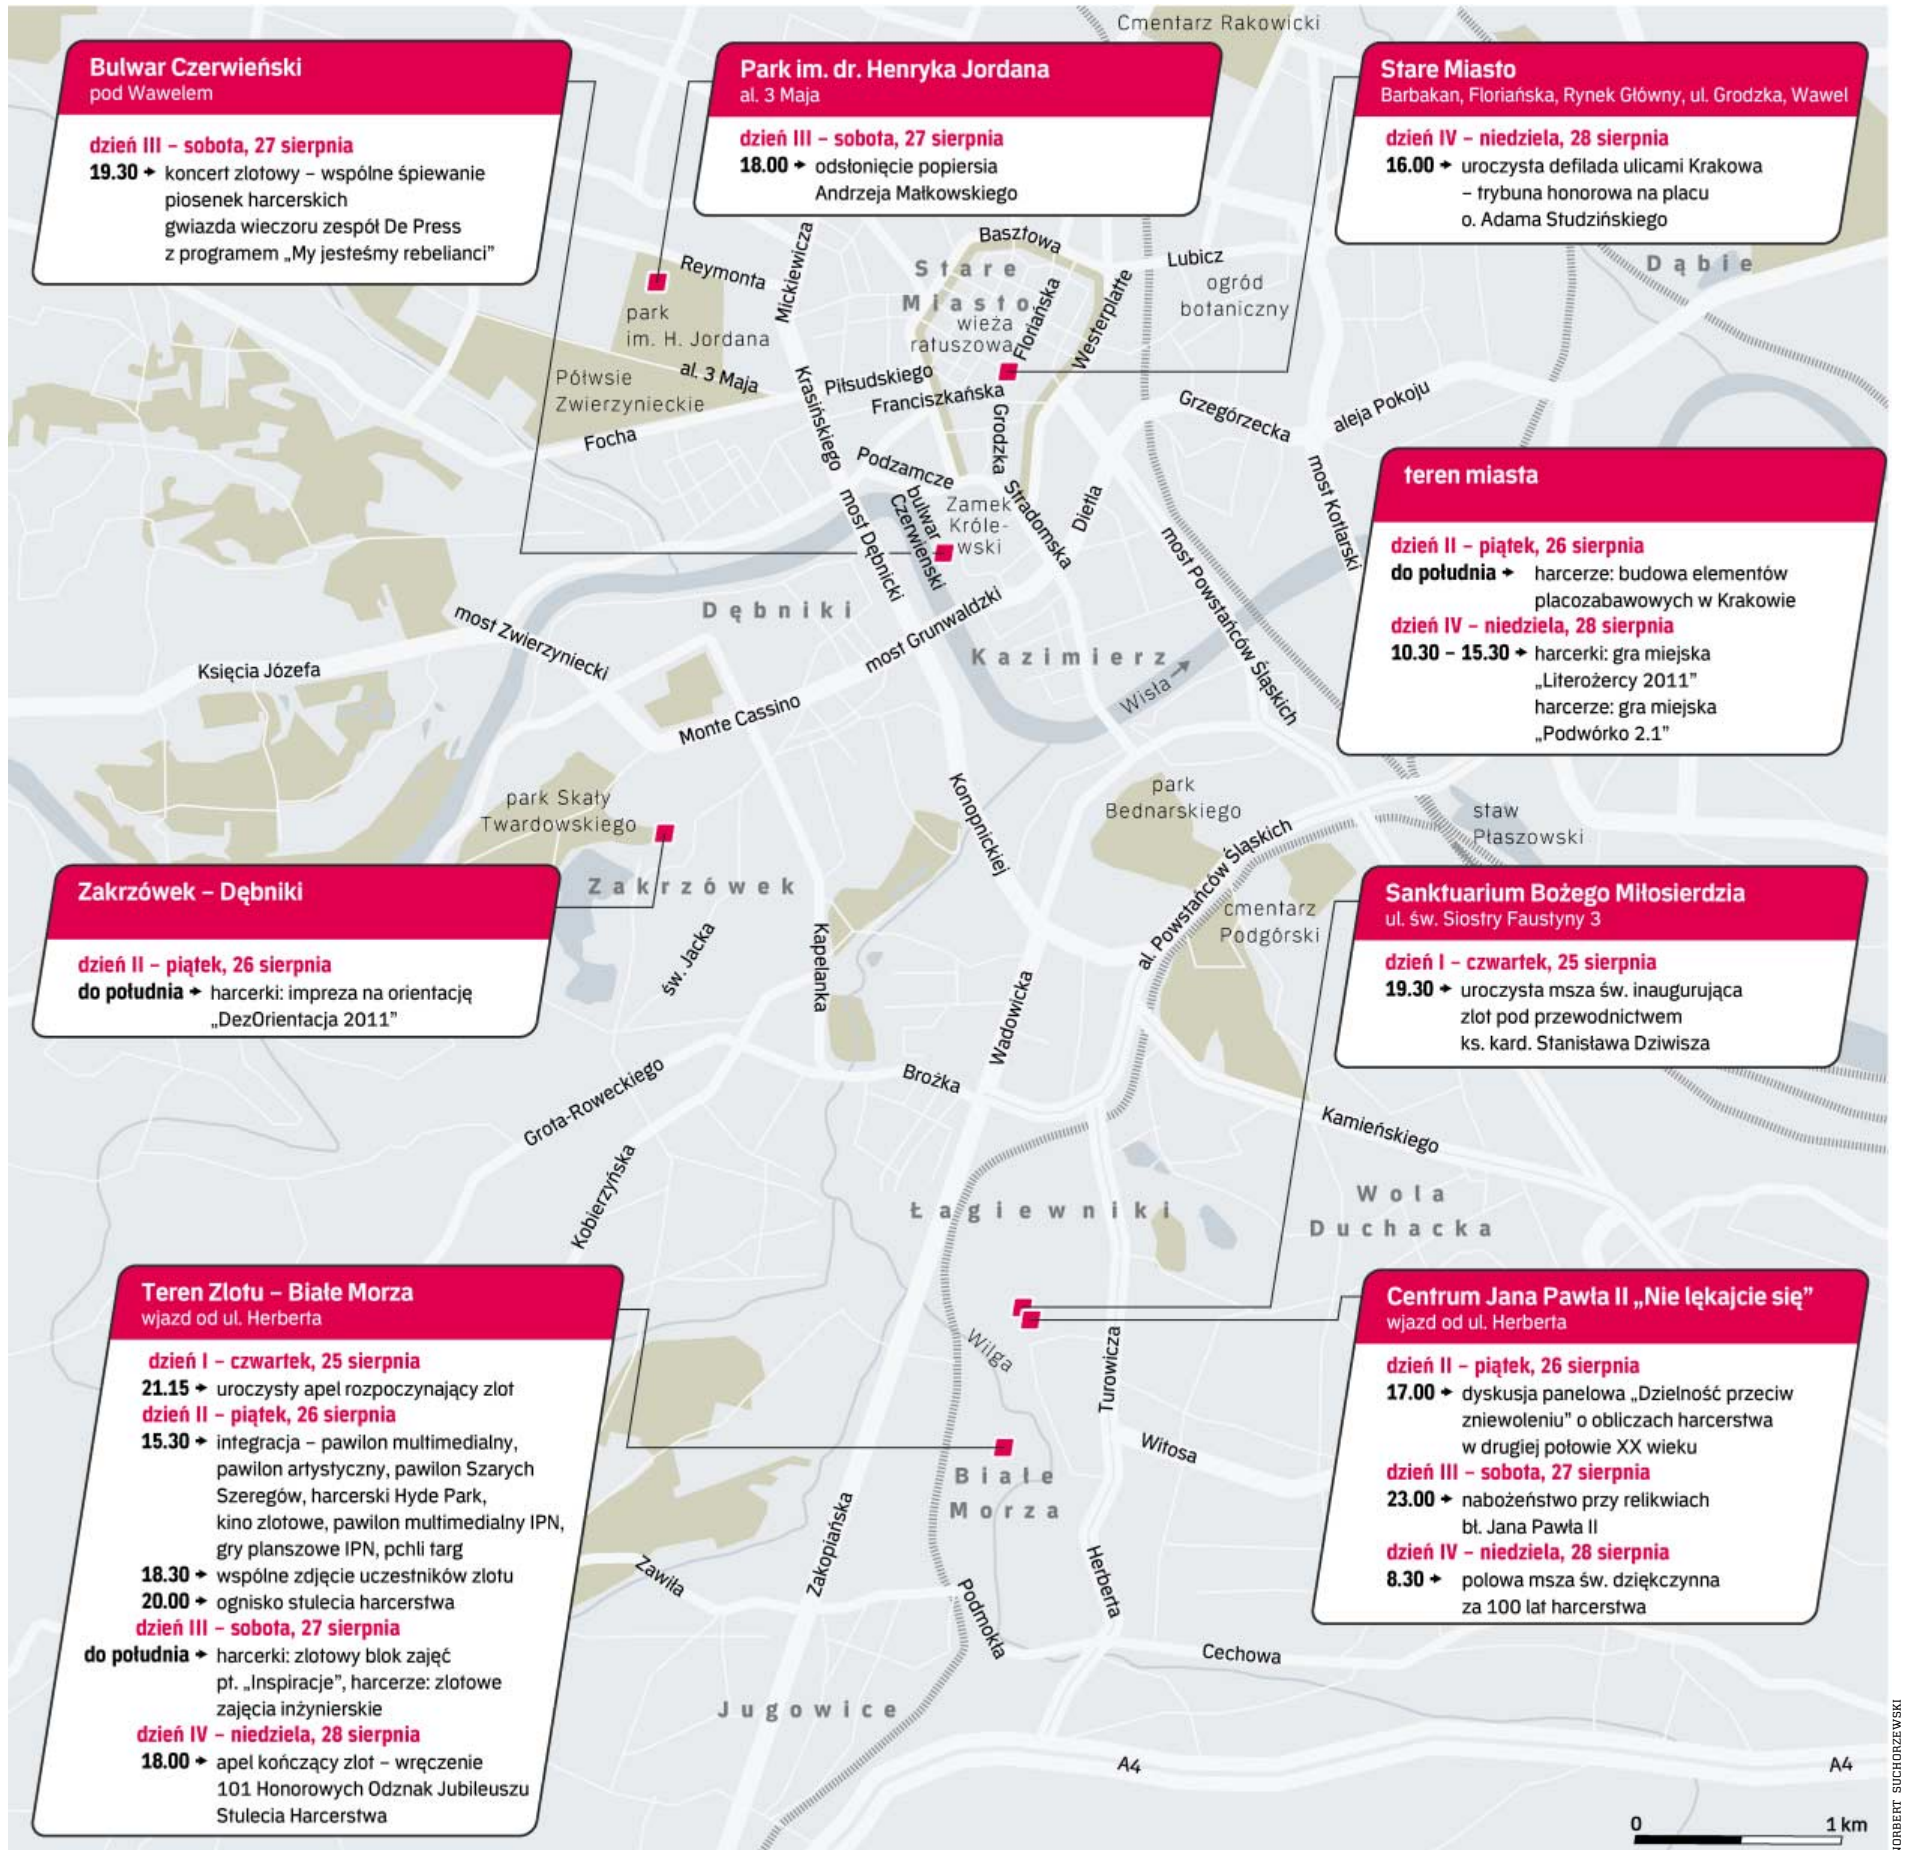 Cmentarz Rakowicki
Bulwar Czerwieński
pod Wawelem
dzień III – sobota, 27 sierpnia
19.30 → koncert zlotowy – wspólne śpiewanie
piosenek harcerskich
gwiazda wieczoru zespół De Press
z programem „My jesteśmy rebelianci”
Park im. dr. Henryka Jordana
al. 3 Maja
dzień III – sobota, 27 sierpnia
18.00 → odsłonięcie popiersia
Andrzeja Małkowskiego
Stare Miasto
Barbakan, Floriańska, Rynek Główny, ul. Grodzka, Wawel
dzień IV – niedziela, 28 sierpnia
16.00 → uroczysta defilada ulicami Krakowa
– trybuna honorowa na placu
o. Adama Studzińskiego
Reymonta
Mickiewicza
Basztowa
Stare
Miasto
wieża
ratuszowa
Floriańska
Westerplatte
Lubicz
ogród
botaniczny
Dąbie
park
im. H. Jordana
al. 3 Maja
Półwsie
Zwierzynieckie
Focha
Krasińskiego
Piłsudskiego
Franciszkańska
Grodzka
Grzegórzecka
aleja Pokoju
Podzamcze
bulwar
Czerwieński
Zamek
Króle-
wski
Stradomska
Dietla
most Dębnicki
most Kotlarski
most Powstańców Śląskich
teren miasta
dzień II – piątek, 26 sierpnia
do południa → harcerze: budowa elementów
placozabawowych w Krakowie
dzień IV – niedziela, 28 sierpnia
10.30 – 15.30 → harcerki: gra miejska
„Literożercy 2011”
harcerze: gra miejska
„Podwórko 2.1”
Dębniki
most Zwierzyniecki
most Grunwaldzki
Kazimierz
Wisła
Księcia Józefa
Monte Cassino
park Skały
Twardowskiego
Konopnickiej
park
Bednarskiego
staw
Płaszowski
al. Powstańców Śląskich
Zakrzówek – Dębniki
dzień II – piątek, 26 sierpnia
do południa → harcerki: impreza na orientację
„DezOrientacja 2011”
Zakrzówek
św. Jacka
Kapelanka
Wadowicka
cmentarz
Podgórski
Sanktuarium Bożego Miłosierdzia
ul. św. Siostry Faustyny 3
dzień I – czwartek, 25 sierpnia
19.30 → uroczysta msza św. inaugurująca
zlot pod przewodnictwem
ks. kard. Stanisława Dziwisza
Grota-Roweckiego
Brożka
Kamieńskiego
Kobierzyńska
Łagiewniki
Wola
Duchacka
Teren Zlotu – Białe Morza
wjazd od ul. Herberta
dzień I – czwartek, 25 sierpnia
21.15 → uroczysty apel rozpoczynający zlot
dzień II – piątek, 26 sierpnia
15.30 → integracja – pawilon multimedialny,
pawilon artystyczny, pawilon Szarych
Szeregów, harcerski Hyde Park,
kino zlotowe, pawilon multimedialny IPN,
gry planszowe IPN, pchli targ
18.30 → wspólne zdjęcie uczestników zlotu
20.00 → ognisko stulecia harcerstwa
dzień III – sobota, 27 sierpnia
do południa → harcerki: zlotowy blok zajęć
pt. „Inspiracje”, harcerze: zlotowe
zajęcia inżynierskie
dzień IV – niedziela, 28 sierpnia
18.00 → apel kończący zlot – wręczenie
101 Honorowych Odznak Jubileuszu
Stulecia Harcerstwa
Wilga
Turowicza
Witosa
Białe
Morza
Zakopiańska
Zawiła
Podmokła
Herberta
Cechowa
Jugowice
Centrum Jana Pawła II „Nie lękajcie się”
wjazd od ul. Herberta
dzień II – piątek, 26 sierpnia
17.00 → dyskusja panelowa „Dzielność przeciw
zniewoleniu” o obliczach harcerstwa
w drugiej połowie XX wieku
dzień III – sobota, 27 sierpnia
23.00 → nabożeństwo przy relikwiach
bł. Jana Pawła II
dzień IV – niedziela, 28 sierpnia
8.30 → polowa msza św. dziękczynna
za 100 lat harcerstwa
A4
A4
0 1 km
NORBERT SUCHORZEWSKI